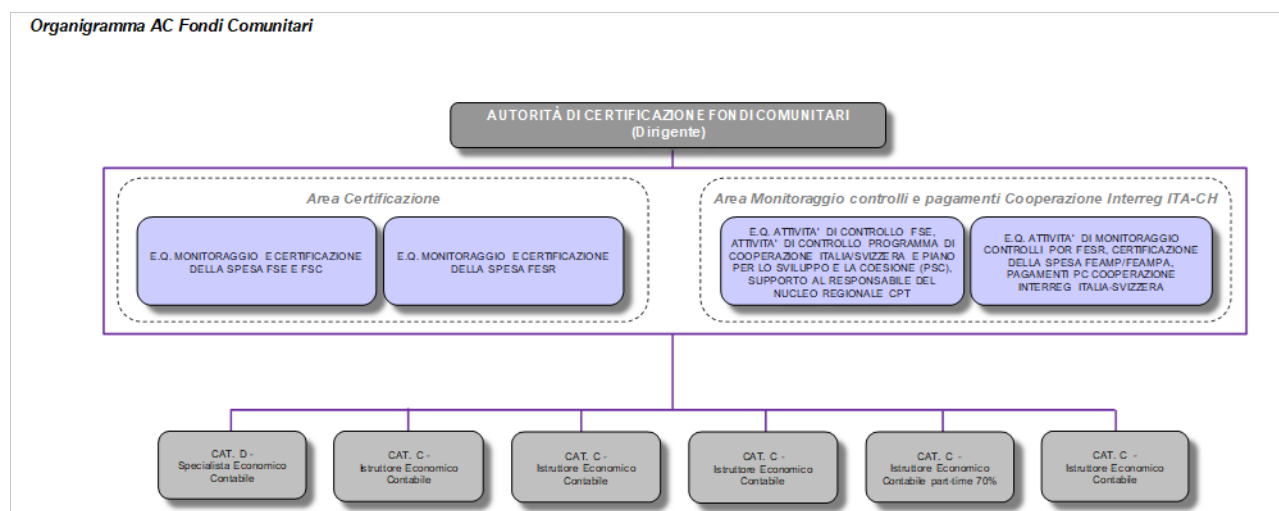 Organigramma AC Fondi Comunitari
AUTORITÀ DI CERTIFICAZIONE FONDI COMUNITARI
(Dirigente)
Area Certificazione
E.Q. MONITORAGGIO E CERTIFICAZIONE
DELLA SPESA FSE E FSC
E.Q. MONITORAGGIO E CERTIFICAZIONE
DELLA SPESA FESR
Area Monitoraggio controlli e pagamenti Cooperazione Interreg ITA-CH
E.Q. ATTIVITA' DI CONTROLLO FSE,
ATTIVITA' DI CONTROLLO PROGRAMMA DI
COOPERAZIONE ITALIA/SVIZZERA E PIANO
PER LO SVILUPPO E LA COESIONE (PSC),
SUPPORTO AL RESPONSABILE DEL
NUCLEO REGIONALE CPT
E.Q. ATTIVITA' DI MONITORAGGIO
CONTROLLI POR FESR, CERTIFICAZIONE
DELLA SPESA FEAMP/FEAMPA,
PAGAMENTI PC COOPERAZIONE
INTERREG ITALIA-SVIZZERA
CAT. D -
Specialista Economico
Contabile
CAT. C -
Istruttore Economico
Contabile
CAT. C -
Istruttore Economico
Contabile
CAT. C -
Istruttore Economico
Contabile
CAT. C -
Istruttore Economico
Contabile part-time 70%
CAT. C -
Istruttore Economico
Contabile